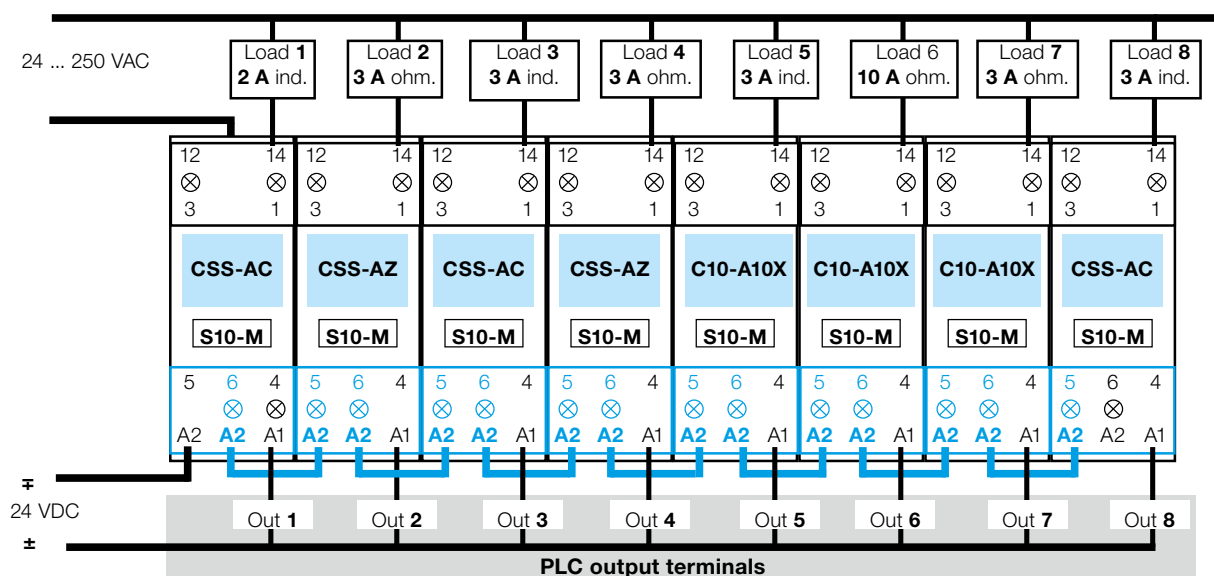 24 ... 250 VAC
Load 1 Load 2 Load 3 Load 4 Load 5 Load 6 Load 7 Load 8
2 A ind. 3 A ohm. 3 A ind. 3 A ohm. 3 A ind. 10 A ohm. 3 A ohm. 3 A ind.
12 14 12 14 12 14 12 14 12 14 12 14 12 14 12 14
3 1 3 1 3 1 3 1 3 1 3 1 3 1 3 1
CSS-AC CSS-AZ CSS-AC CSS-AZ C10-A10X C10-A10X C10-A10X CSS-AC
S10-M S10-M S10-M S10-M S10-M S10-M S10-M S10-M
5 6 4 5 6 4 5 6 4 5 6 4 5 6 4 5 6 4 5 6 4 5 6 4
A2 A2 A1 A2 A2 A1 A2 A2 A1 A2 A2 A1 A2 A2 A1 A2 A2 A1 A2 A2 A1 A2 A2 A1
∓
24 VDC
±
Out 1 Out 2 Out 3 Out 4 Out 5 Out 6 Out 7 Out 8
PLC output terminals